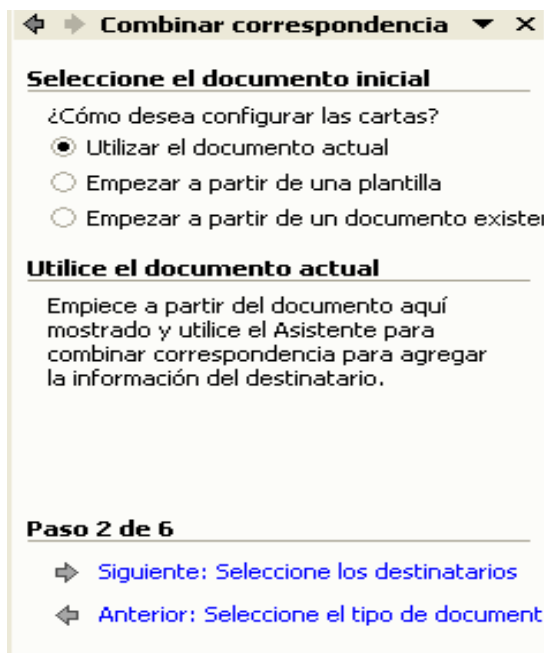 Combinar correspondencia
Seleccione el documento inicial
¿Cómo desea configurar las cartas?
Utilizar el documento actual
Empezar a partir de una plantilla
Empezar a partir de un documento existen
Utilice el documento actual
Empiece a partir del documento aquí
mostrado y utilice el Asistente para
combinar correspondencia para agregar
la información del destinatario.
Paso 2 de 6
Siguiente: Seleccione los destinatarios
Anterior: Seleccione el tipo de document